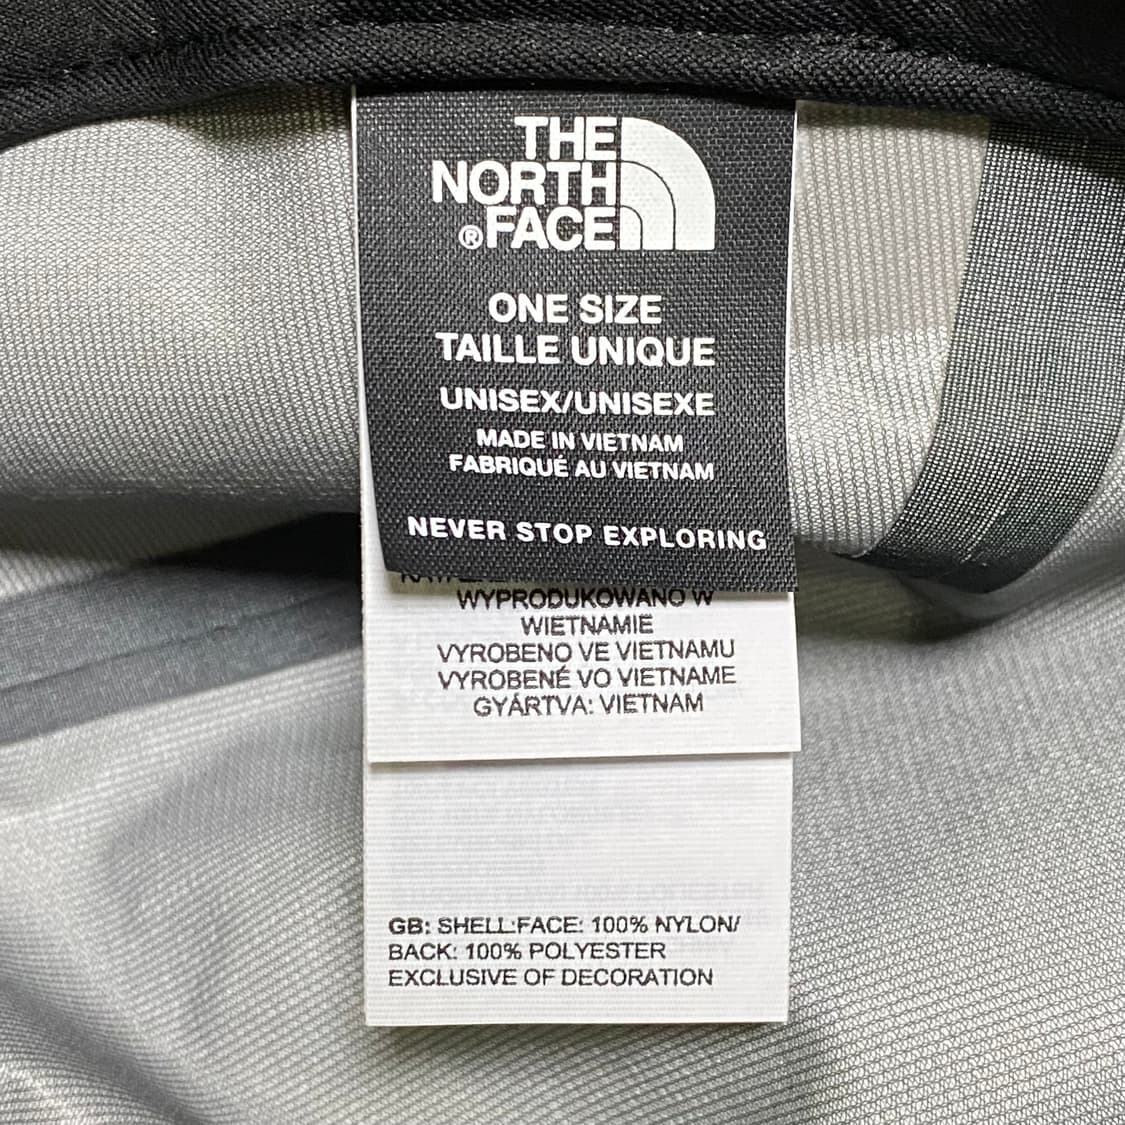 THE
NORTH
®FACE
ONE SIZE
TAILLE UNIQUE
UNISEX/UNISEXE
MADE IN VIETNAM
FABRIQUÉ AU VIETNAM
NEVER STOP EXPLORING
WYPRODUKOWANO W
WIETNAMIE
VYROBENO VE VIETNAMU
VYROBENÉ VO VIETNAME
GYÁRTVA: VIETNAM
GB: SHELL:FACE: 100% NYLON/
BACK: 100% POLYESTER
EXCLUSIVE OF DECORATION